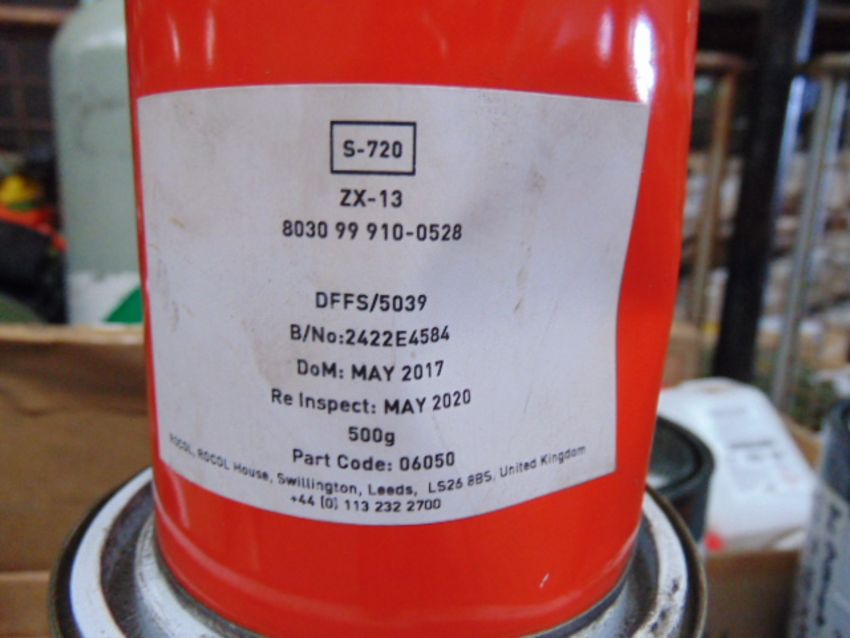 S-720
ZX-13
8030 99 910-0528
DFFS/5039
B/No:2422E4584
DoM: MAY 2017
Re Inspect: MAY 2020
500g
Part Code: 06050
ROCOL, ROCOL House, Swillington, Leeds, LS26 8BS, United Kingdom
+44 (0) 113 232 2700